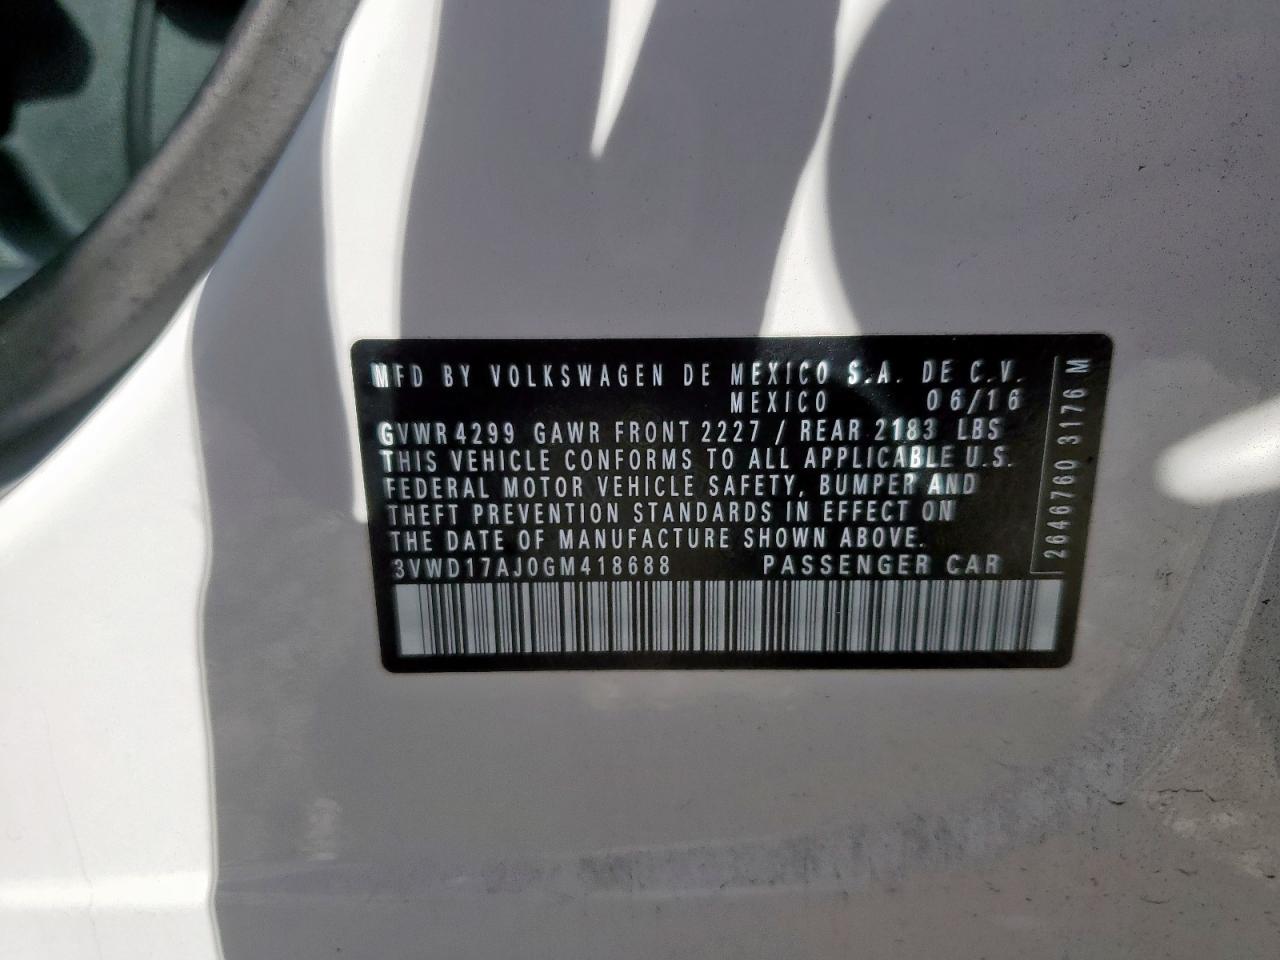 MFD BY VOLKSWAGEN DE MEXICO S.A. DE C.V.
MEXICO 06/16
GVWR 4299 GAWR FRONT 2227 / REAR 2183 LBS
THIS VEHICLE CONFORMS TO ALL APPLICABLE U.S.
FEDERAL MOTOR VEHICLE SAFETY, BUMPER AND
THEFT PREVENTION STANDARDS IN EFFECT ON
THE DATE OF MANUFACTURE SHOWN ABOVE.
3VWD17AJ0GM418688 PASSENGER CAR
2646760 3176 M